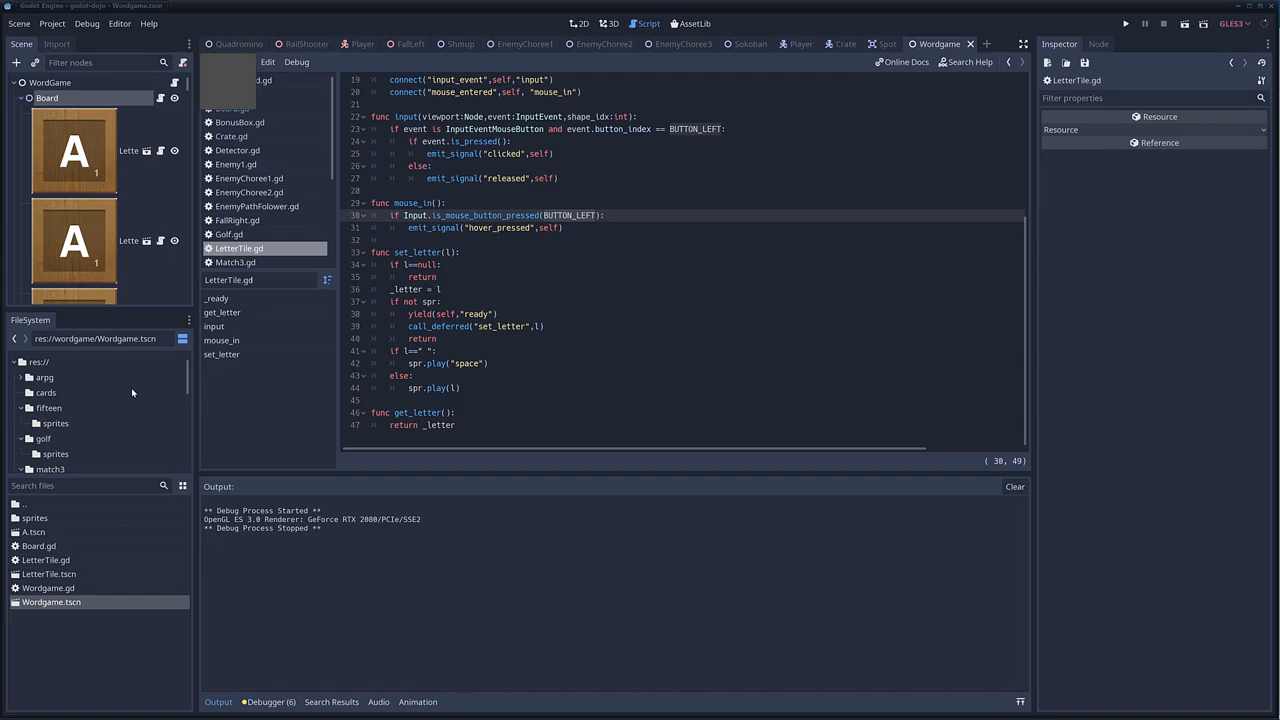 Godot Engine - godot-dojo - Wordgame.tscn
Scene Project Debug Editor Help
2D 3D Script AssetLib
GLES3
Scene Import
Quadromino RailShooter Player FallLeft Shmup EnemyChoree1 EnemyChoree2 EnemyChoree3 Sokoban Player Crate Spot Wordgame
Inspector Node
Filter nodes
Edit Debug
Online Docs Search Help
WordGame
Board
A
1
Lette
A
1
Lette
FileSystem
res://wordgame/Wordgame.tscn
res://
arpg
cards
fifteen
sprites
golf
sprites
match3
Search files
..
sprites
A.tscn
Board.gd
LetterTile.gd
LetterTile.tscn
Wordgame.gd
Wordgame.tscn
BonusBox.gd
Crate.gd
Detector.gd
Enemy1.gd
EnemyChoree1.gd
EnemyChoree2.gd
EnemyPathFolower.gd
FallRight.gd
Golf.gd
LetterTile.gd
Match3.gd
LetterTile.gd
_ready
get_letter
input
mouse_in
set_letter
19 connect("input_event",self,"input")
20 connect("mouse_entered",self, "mouse_in")
21
22 func input(viewport:Node,event:InputEvent,shape_idx:int):
23 if event is InputEventMouseButton and event.button_index == BUTTON_LEFT:
24 if event.is_pressed():
25 emit_signal("clicked",self)
26 else:
27 emit_signal("released",self)
28
29 func mouse_in():
30 if Input.is_mouse_button_pressed(BUTTON_LEFT):
31 emit_signal("hover_pressed",self)
32
33 func set_letter(l):
34 if l==null:
35 return
36 _letter = l
37 if not spr:
38 yield(self,"ready")
39 call_deferred("set_letter",l)
40 return
41 if l==" ":
42 spr.play("space")
43 else:
44 spr.play(l)
45
46 func get_letter():
47 return _letter
( 30, 49)
Output:
Clear
** Debug Process Started **
OpenGL ES 3.0 Renderer: GeForce RTX 2080/PCIe/SSE2
** Debug Process Stopped **
Output Debugger (6) Search Results Audio Animation
LetterTile.gd
Filter properties
Resource
Resource
Reference